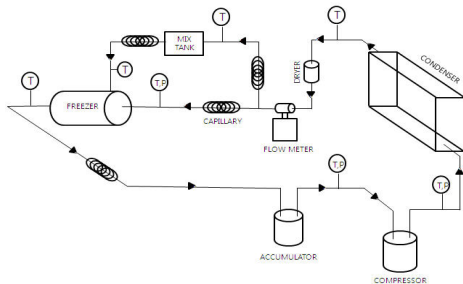 T
T
MIX
TANK
T
T
T,P
FREEZER
CAPILLARY
DRYER
CONDENSER
FLOW METER
T,P
T,P
ACCUMULATOR
COMPRESSOR